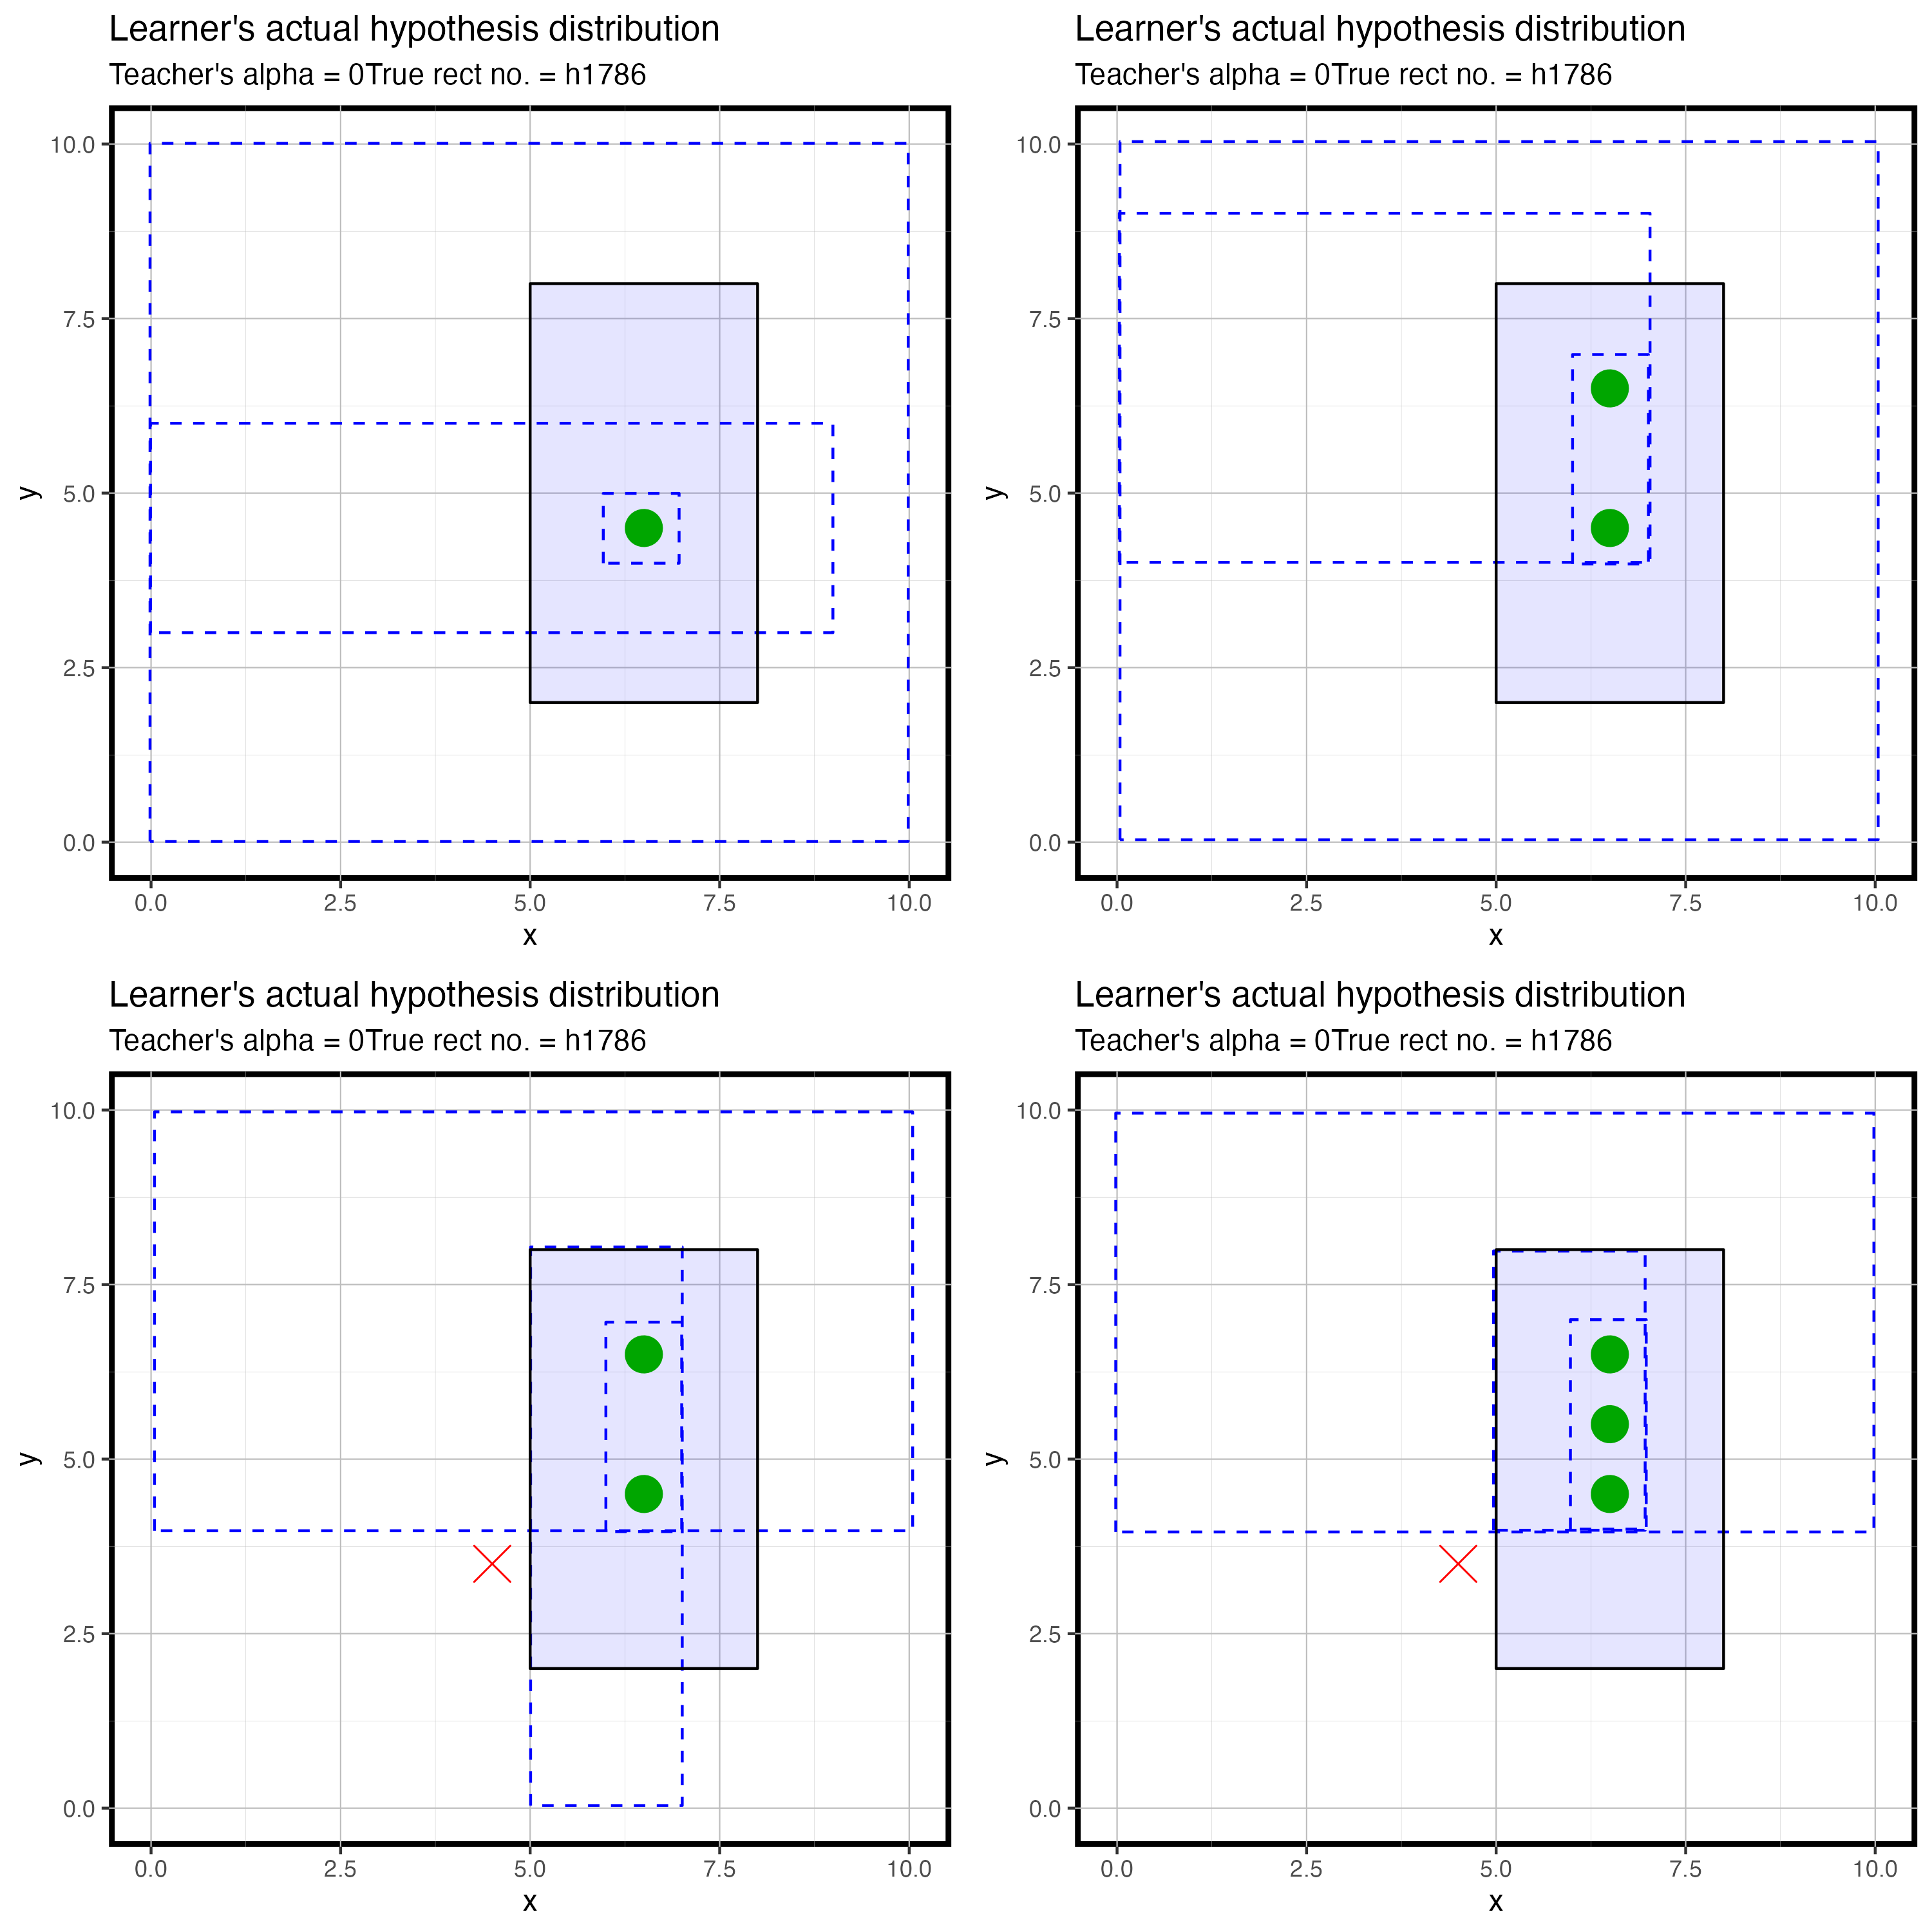 Learner's actual hypothesis distribution
Teacher's alpha = 0True rect no. = h1786
10.0
7.5
5.0
2.5
0.0
y
0.0 2.5 5.0 7.5 10.0
x
Learner's actual hypothesis distribution
Teacher's alpha = 0True rect no. = h1786
10.0
7.5
5.0
2.5
0.0
y
0.0 2.5 5.0 7.5 10.0
x
Learner's actual hypothesis distribution
Teacher's alpha = 0True rect no. = h1786
10.0
7.5
5.0
2.5
0.0
y
0.0 2.5 5.0 7.5 10.0
x
Learner's actual hypothesis distribution
Teacher's alpha = 0True rect no. = h1786
10.0
7.5
5.0
2.5
0.0
y
0.0 2.5 5.0 7.5 10.0
x